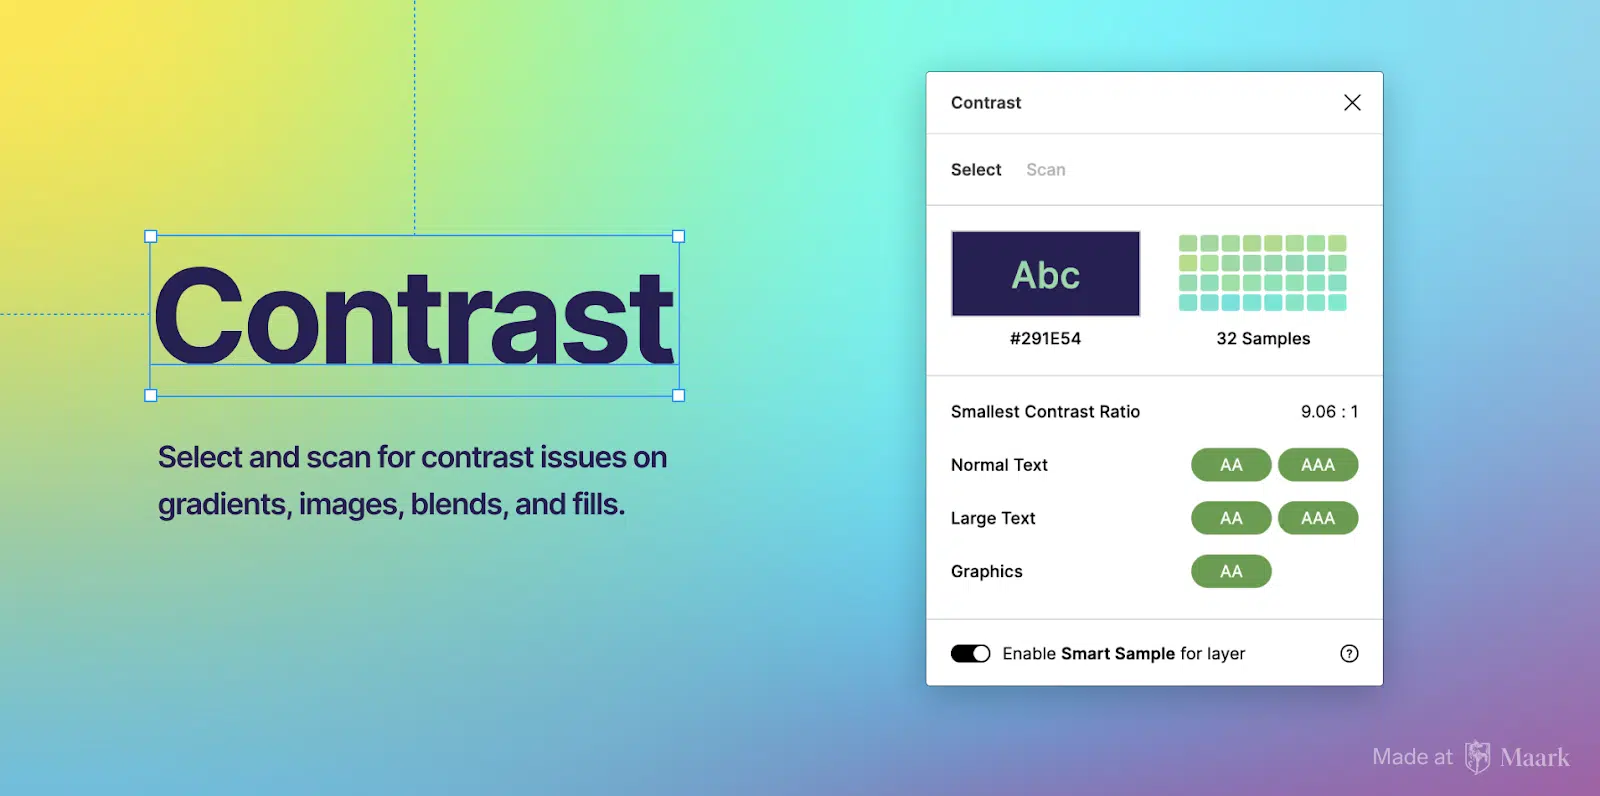 Contrast
Select and scan for contrast issues on
gradients, images, blends, and fills.
Contrast
Select Scan
Abc
#291E54
32 Samples
Smallest Contrast Ratio 9.06 : 1
Normal Text AA AAA
Large Text AA AAA
Graphics AA
Enable Smart Sample for layer ?
Made at Maark